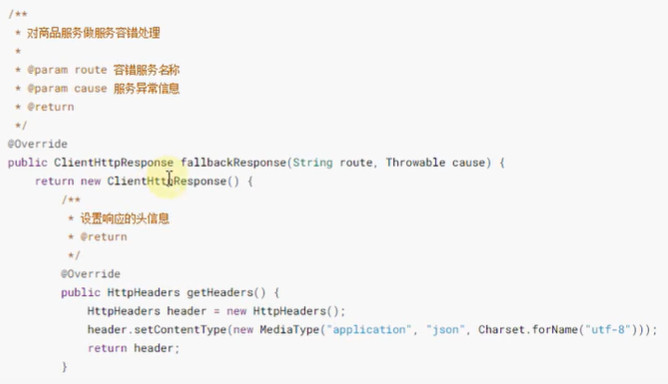 /**
 * 对商品服务做服务容错处理
 *
 * @param route 容错服务名称
 * @param cause 服务异常信息
 * @return
 */
@Override
public ClientHttpResponse fallbackResponse(String route, Throwable cause) {
    return new ClientHttpResponse() {
        /**
         * 设置响应的头信息
         * @return
         */
        @Override
        public HttpHeaders getHeaders() {
            HttpHeaders header = new HttpHeaders();
            header.setContentType(new MediaType("application", "json", Charset.forName("utf-8")));
            return header;
        }